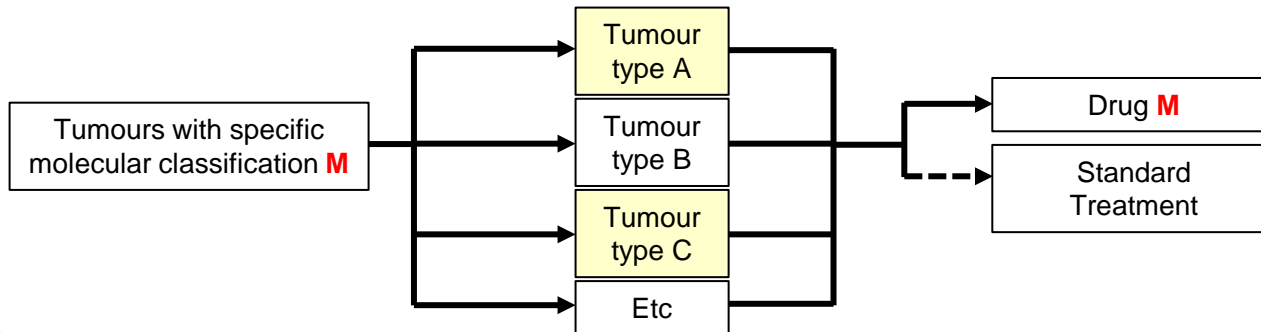 Tumours with specific
molecular classification M
Tumour
type A
Tumour
type B
Tumour
type C
Etc
Drug M
Standard
Treatment